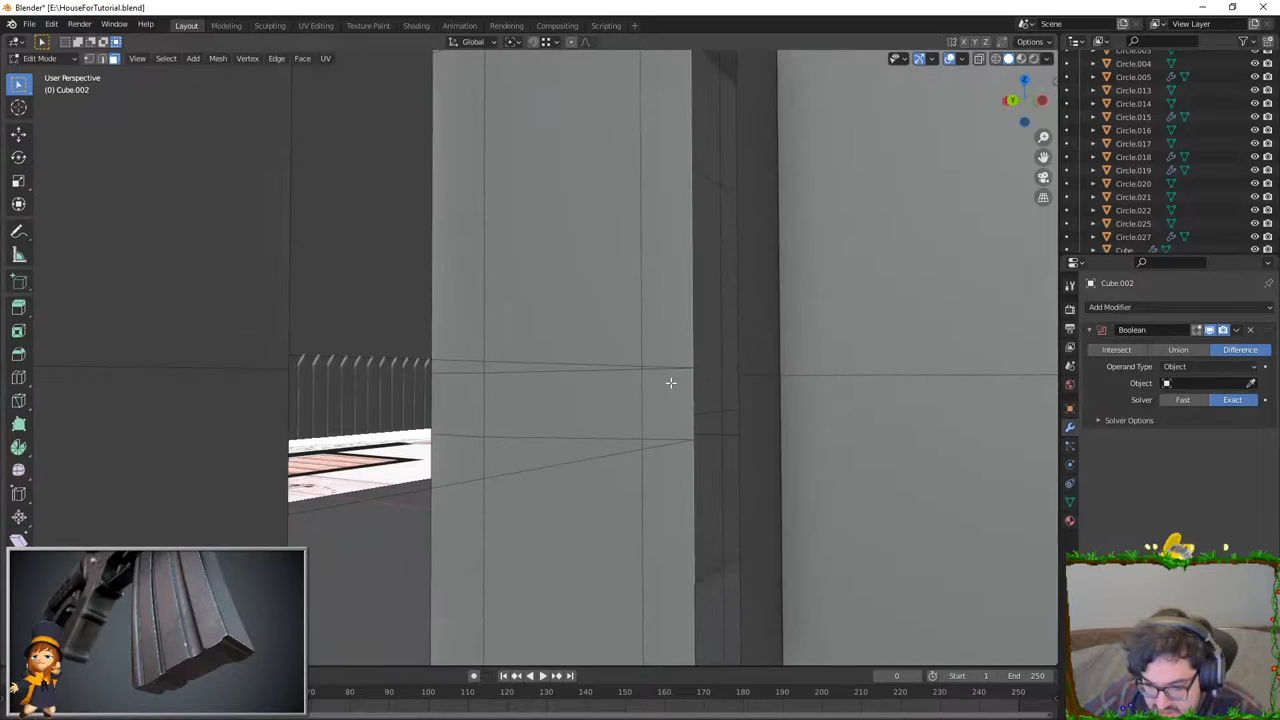 Blender* [E:\HouseForTutorial.blend]
File Edit Render Window Help Layout Modeling Sculpting UV Editing Texture Paint Shading Animation Rendering Compositing Scripting Scene View Layer
Global Options
Edit Mode View Select Add Mesh Vertex Edge Face UV X Y Z
User Perspective
(0) Cube.002
Z
Y
Circle.003
Circle.004
Circle.005
Circle.013
Circle.014
Circle.015
Circle.016
Circle.017
Circle.018
Circle.019
Circle.020
Circle.021
Circle.022
Circle.025
Circle.027
Cube
Cube.002
Add Modifier
Boolean
Intersect Union Difference
Operand Type Object
Object
Solver Fast Exact
Solver Options
0 Start 1 End 250
70 80 90 100 110 120 130 140 150 160 170 180 190 200 210 220 230 240 250